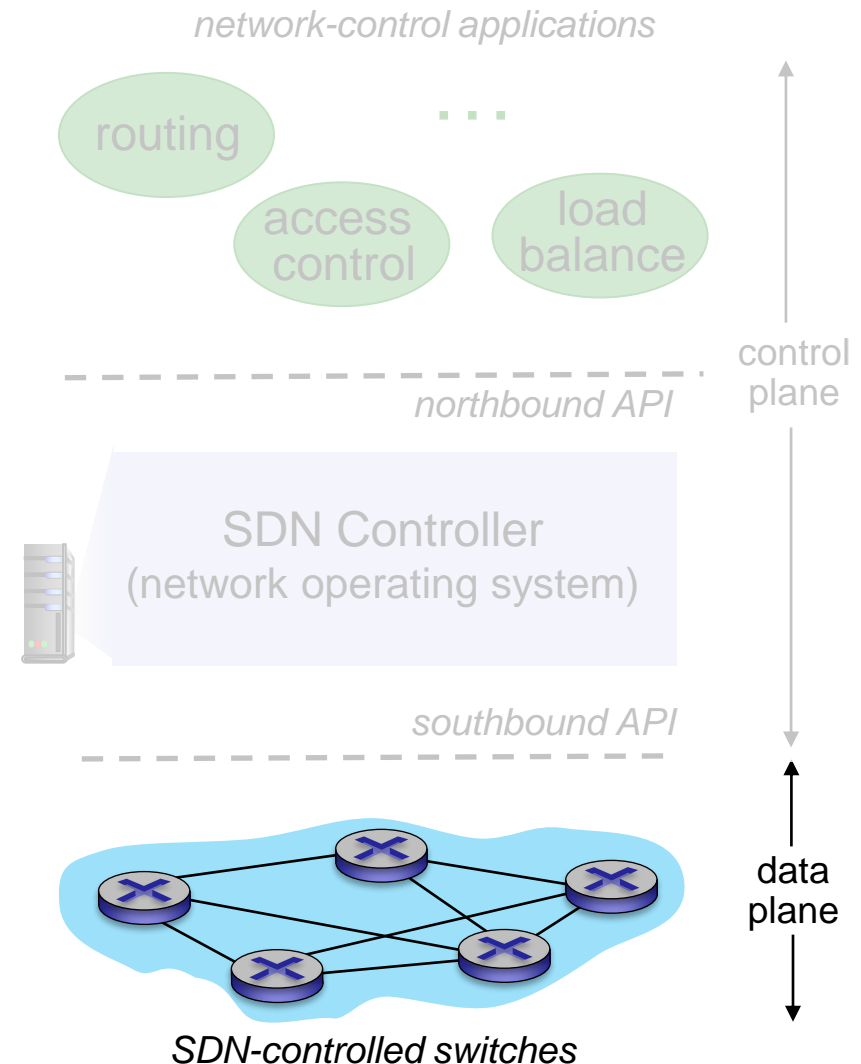 network-control applications
routing
. . .
access
control
load
balance
control
plane
northbound API
SDN Controller
(network operating system)
southbound API
data
plane
SDN-controlled switches